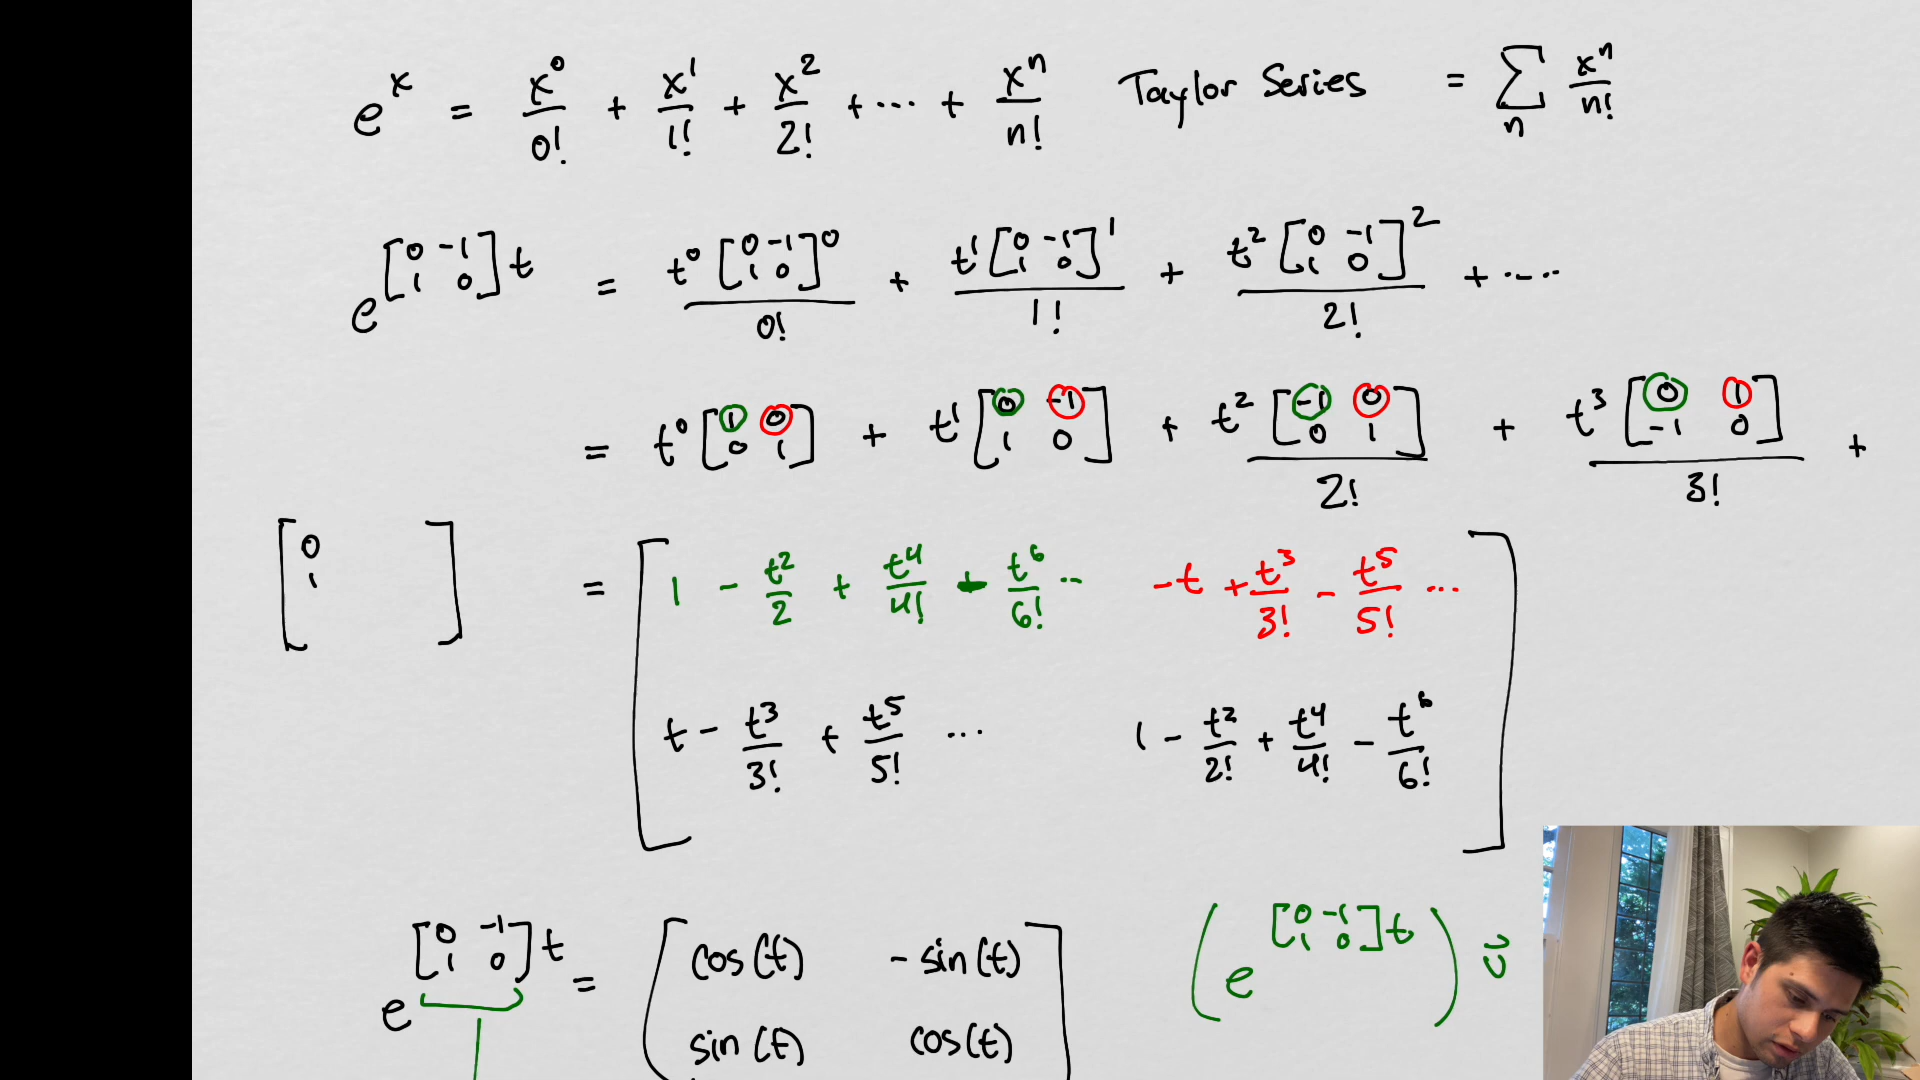 e^x = x^0/0! + x^1/1! + x^2/2! + ... + x^n/n! Taylor Series = Σ_n x^n/n!
e^([0 -1; 1 0]t) = t^0[0 -1; 1 0]^0/0! + t^1[0 -1; 1 0]^1/1! + t^2[0 -1; 1 0]^2/2! + ....
= t^0[1 0; 0 1] + t^1[0 -1; 1 0] + t^2[-1 0; 0 1]/2! + t^3[0 1; -1 0]/3! +
[0; 1] = [1 - t^2/2 + t^4/4! - t^6/6! .. -t + t^3/3! - t^5/5! ...
t - t^3/3! + t^5/5! ... 1 - t^2/2! + t^4/4! - t^6/6!]
e^([0 -1; 1 0]t) = [cos(t) -sin(t); sin(t) cos(t)] (e^([0 -1; 1 0]t))